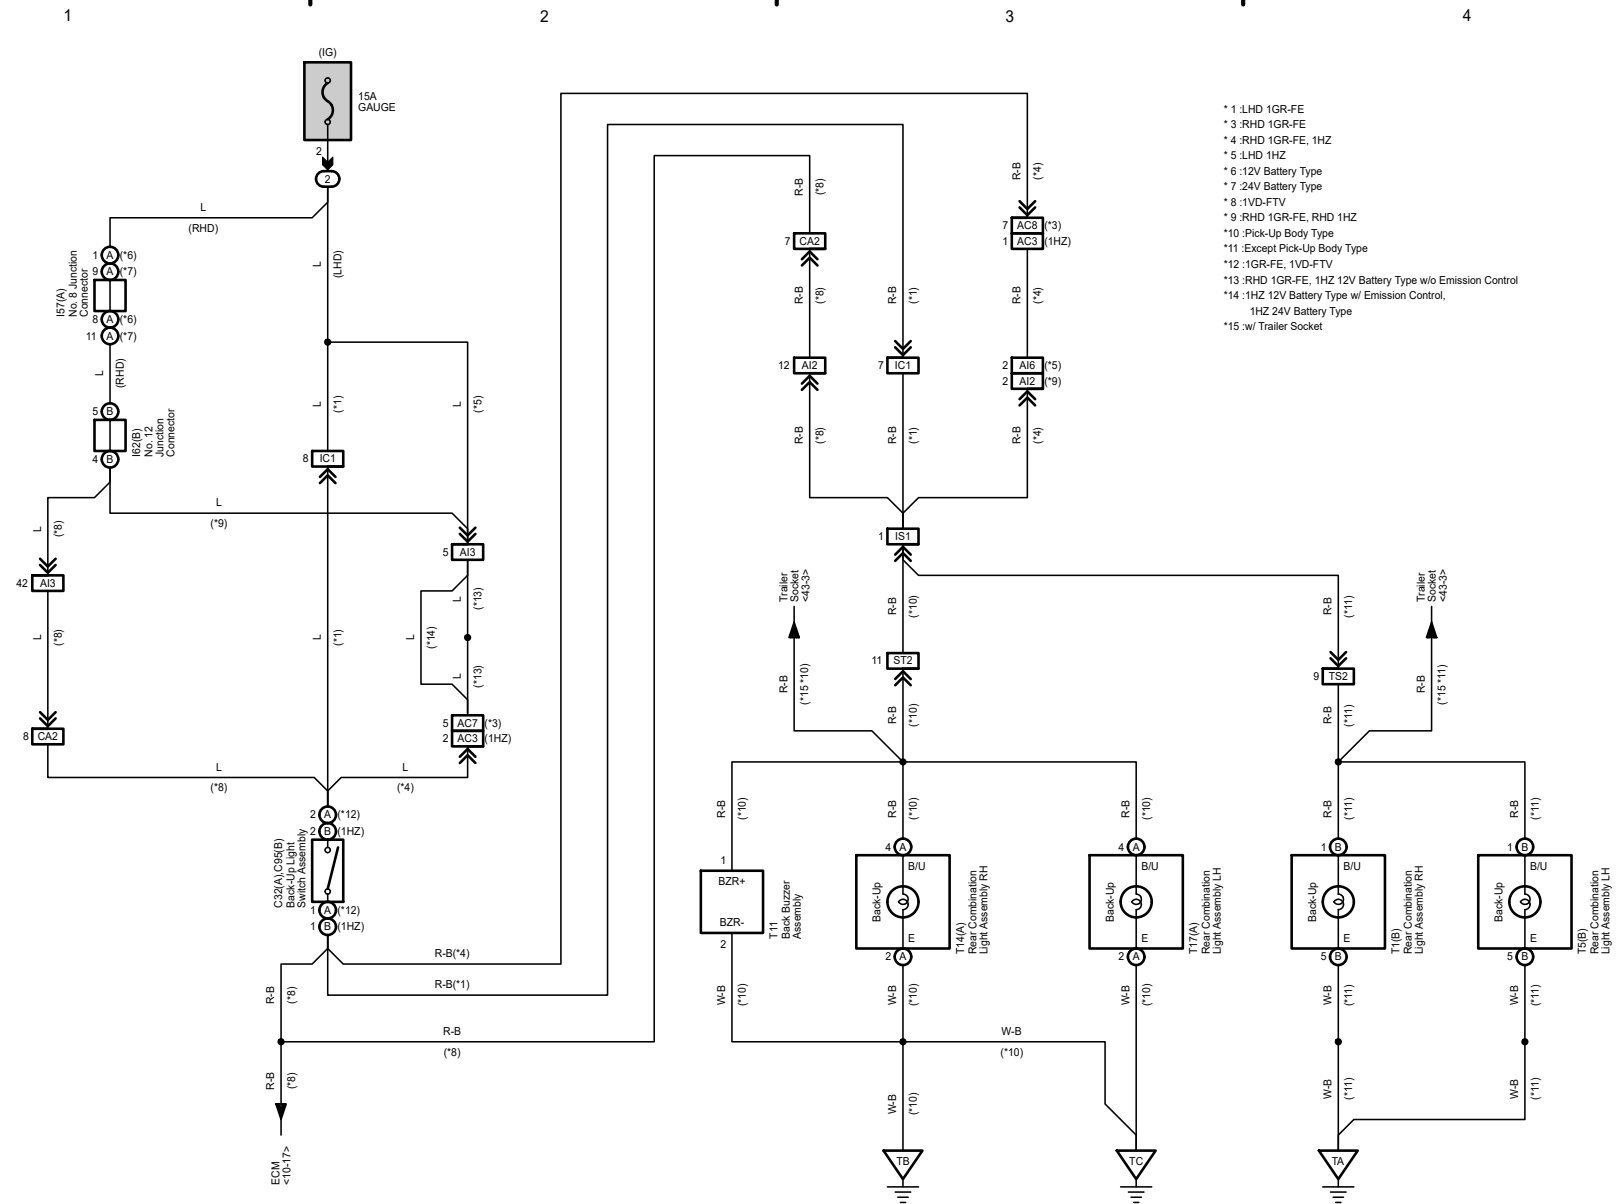 1
2
3
4
(IG)
15A
GAUGE
2
2
L
(RHD)
L
(LHD)
1 A (*6)
9 A (*7)
I57(A)
No. 8 Junction
Connector
8 A (*6)
11 A (*7)
L
(RHD)
5 B
I62(B)
No. 12
Junction
Connector
4 B
L
(*1)
L
(*5)
8 IC1
L
(*9)
L
(*8)
42 AI3
L
(*8)
8 CA2
L
(*8)
L
(*1)
5 AI3
L
(*13)
L
(*14)
L
(*13)
5 AC7 (*3)
2 AC3 (1HZ)
L
(*4)
2 A (*12)
2 B (1HZ)
C32(A),C95(B)
Back-Up Light
Switch Assembly
1 A (*12)
1 B (1HZ)
R-B(*4)
R-B(*1)
R-B
(*8)
R-B
(*8)
R-B
(*8)
ECM
<10-17>
R-B
(*8)
7 CA2
R-B
(*8)
12 AI2
R-B
(*8)
R-B
(*1)
7 IC1
R-B
(*1)
R-B
(*4)
7 AC8 (*3)
1 AC3 (1HZ)
R-B
(*4)
2 AI6 (*5)
2 AI2 (*9)
R-B
(*4)
1 IS1
* 1 :LHD 1GR-FE
* 3 :RHD 1GR-FE
* 4 :RHD 1GR-FE, 1HZ
* 5 :LHD 1HZ
* 6 :12V Battery Type
* 7 :24V Battery Type
* 8 :1VD-FTV
* 9 :RHD 1GR-FE, RHD 1HZ
*10 :Pick-Up Body Type
*11 :Except Pick-Up Body Type
*12 :1GR-FE, 1VD-FTV
*13 :RHD 1GR-FE, 1HZ 12V Battery Type w/o Emission Control
*14 :1HZ 12V Battery Type w/ Emission Control,
1HZ 24V Battery Type
*15 :w/ Trailer Socket
Trailer
Socket
<43-3>
R-B
(*15 *10)
R-B
(*10)
11 ST2
R-B
(*10)
R-B
(*11)
9 TS2
R-B
(*11)
Trailer
Socket
<43-3>
R-B
(*15 *11)
R-B
(*10)
R-B
(*10)
R-B
(*10)
R-B
(*11)
R-B
(*11)
1
BZR+
BZR-
2
T11
Back Buzzer
Assembly
4 A
B/U
Back-Up
E
2 A
T14(A)
Rear Combination
Light Assembly RH
4 A
B/U
Back-Up
E
2 A
T17(A)
Rear Combination
Light Assembly LH
1 B
B/U
Back-Up
E
5 B
T1(B)
Rear Combination
Light Assembly RH
1 B
B/U
Back-Up
E
5 B
T5(B)
Rear Combination
Light Assembly LH
W-B
(*10)
W-B
(*10)
W-B
(*10)
W-B
(*11)
W-B
(*11)
W-B
(*10)
W-B
(*10)
W-B
(*11)
W-B
(*11)
TB
TC
TA